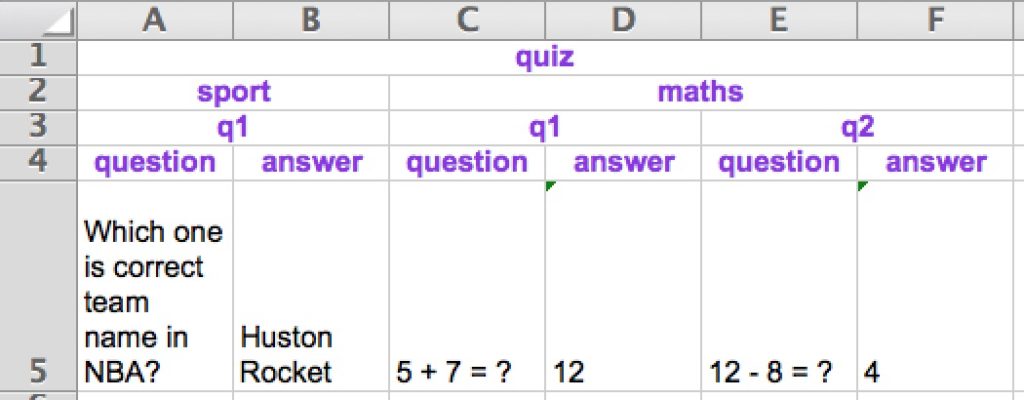 A B C D E F
1 quiz
2 sport maths
3 q1 q1 q2
4 question answer question answer question answer
Which one
is correct
team
name in Huston
5 NBA? Rocket 5 + 7 = ? 12 12 - 8 = ? 4